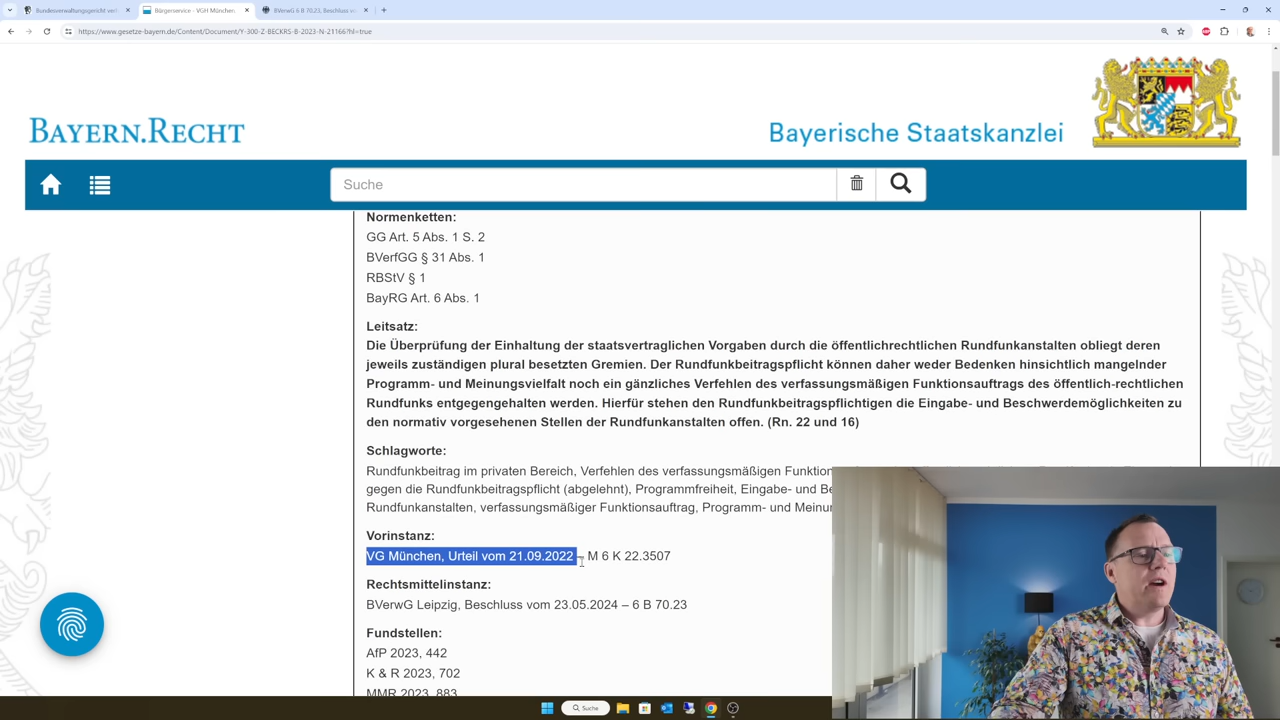 Bundesverwaltungsgericht verh
Bürgerservice - VGH München:
BVerwG 6 B 70.23, Beschluss vo
https://www.gesetze-bayern.de/Content/Document/Y-300-Z-BECKRS-B-2023-N-21166?hl=true
BAYERN.RECHT
Bayerische Staatskanzlei
Suche
Normenketten:
GG Art. 5 Abs. 1 S. 2
BVerfGG § 31 Abs. 1
RBStV § 1
BayRG Art. 6 Abs. 1
Leitsatz:
Die Überprüfung der Einhaltung der staatsvertraglichen Vorgaben durch die öffentlichrechtlichen Rundfunkanstalten obliegt deren
jeweils zuständigen plural besetzten Gremien. Der Rundfunkbeitragspflicht können daher weder Bedenken hinsichtlich mangelnder
Programm- und Meinungsvielfalt noch ein gänzliches Verfehlen des verfassungsmäßigen Funktionsauftrags des öffentlich-rechtlichen
Rundfunks entgegengehalten werden. Hierfür stehen den Rundfunkbeitragspflichtigen die Eingabe- und Beschwerdemöglichkeiten zu
den normativ vorgesehenen Stellen der Rundfunkanstalten offen. (Rn. 22 und 16)
Schlagworte:
Rundfunkbeitrag im privaten Bereich, Verfehlen des verfassungsmäßigen Funktion
gegen die Rundfunkbeitragspflicht (abgelehnt), Programmfreiheit, Eingabe- und Be
Rundfunkanstalten, verfassungsmäßiger Funktionsauftrag, Programm- und Meinu
Vorinstanz:
VG München, Urteil vom 21.09.2022 – M 6 K 22.3507
Rechtsmittelinstanz:
BVerwG Leipzig, Beschluss vom 23.05.2024 – 6 B 70.23
Fundstellen:
AfP 2023, 442
K & R 2023, 702
MMR 2023, 883
Suche